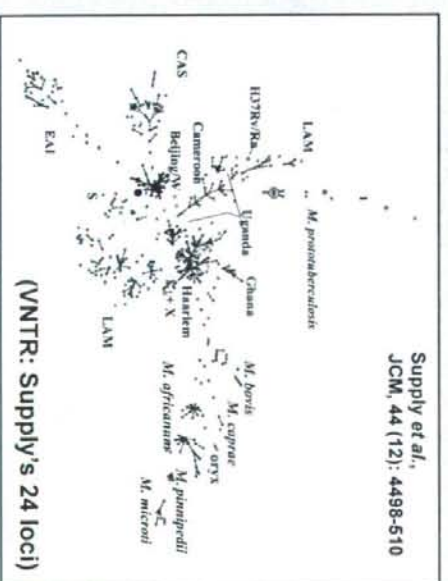 Supply et al.,
JCM, 44 (12): 4498-510
LAM
M. prototuberculosis
H37Rv/Ra
Uganda
Cameroon
Ghana
Beijing/W
CAS
Haarlem
+ X
S
EAI
LAM
M. bovis
M. caprae
oryx
M. africanum
M. pinnipedii
M. microti
(VNTR: Supply's 24 loci)